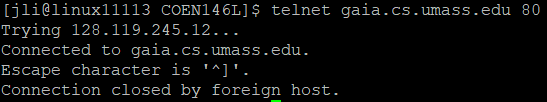 [jli@linux11113 COEN146L]$ telnet gaia.cs.umass.edu 80
Trying 128.119.245.12...
Connected to gaia.cs.umass.edu.
Escape character is '^]'.
Connection closed by foreign host.